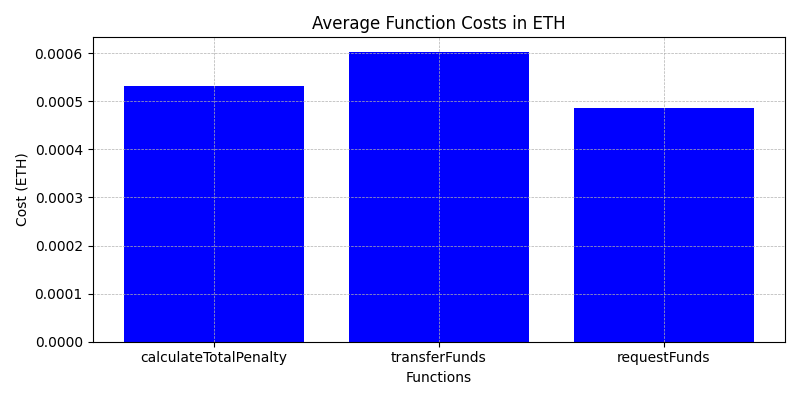 Average Function Costs in ETH
Cost (ETH)
0.0006
0.0005
0.0004
0.0003
0.0002
0.0001
0.0000
calculateTotalPenalty
transferFunds
requestFunds
Functions